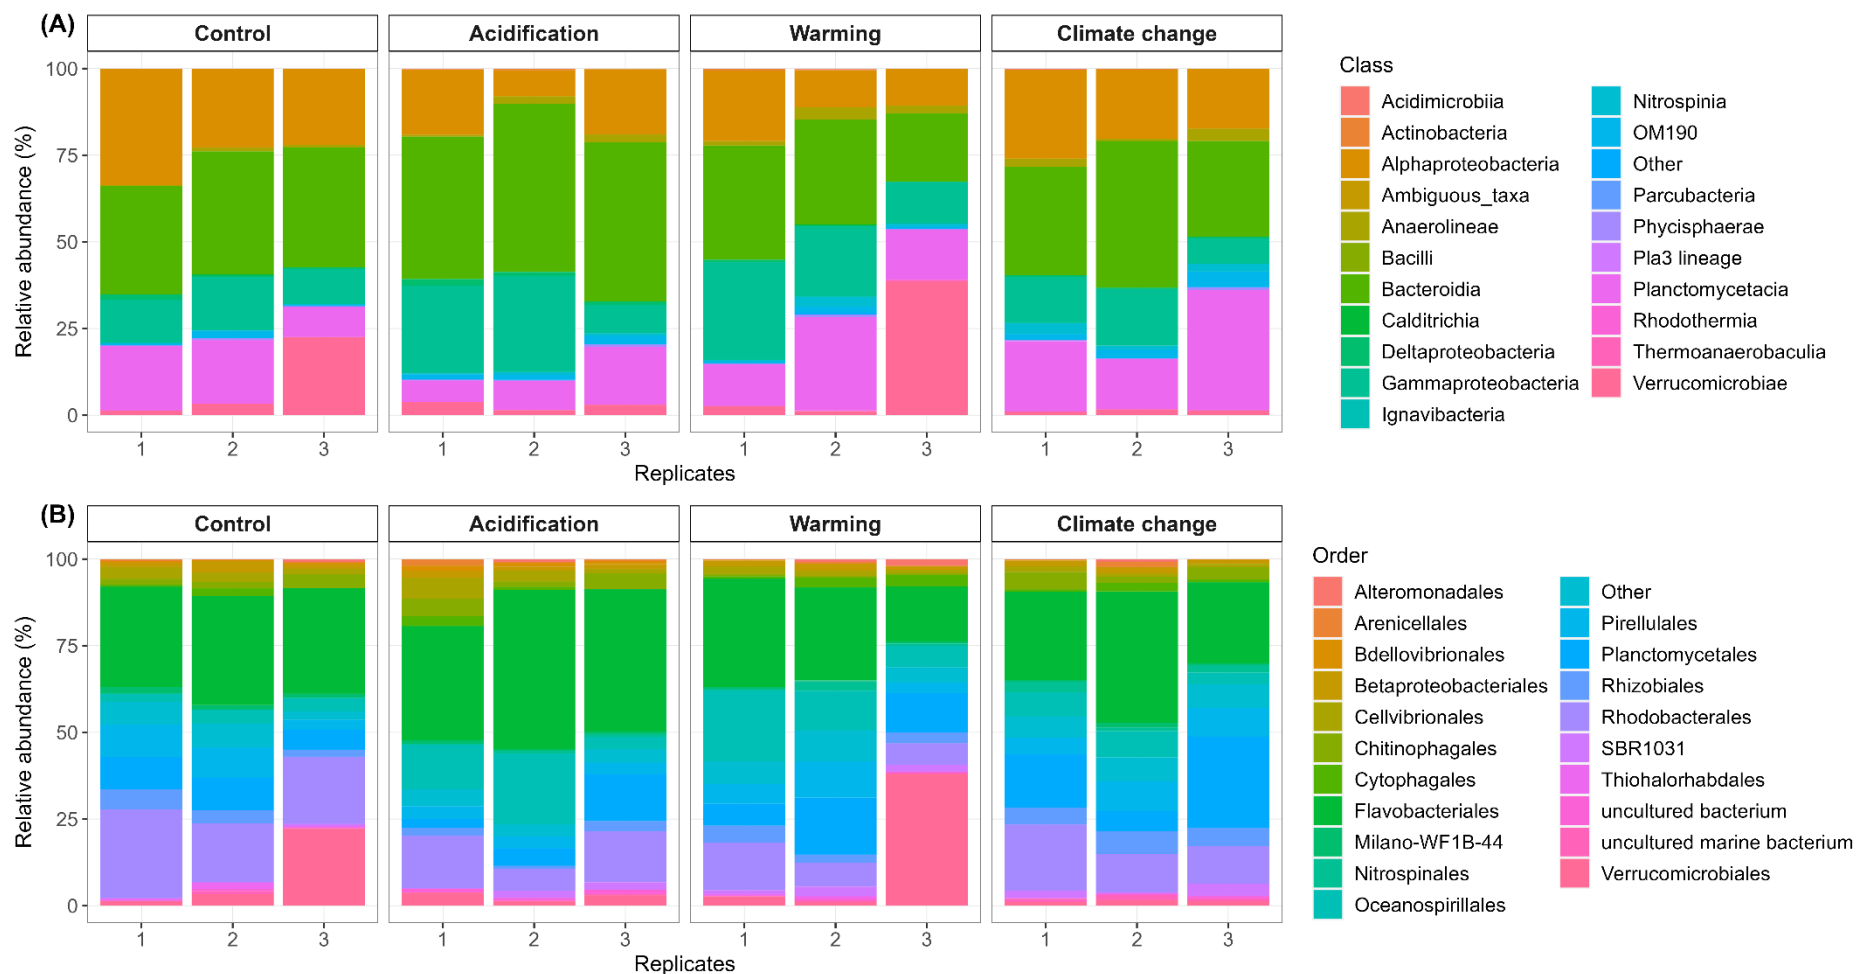 (A)
Control Acidification Warming Climate change
Relative abundance (%)
100
75
50
25
0
1 2 3 1 2 3 1 2 3 1 2 3
Replicates
Class
Acidimicrobiia
Actinobacteria
Alphaproteobacteria
Ambiguous_taxa
Anaerolineae
Bacilli
Bacteroidia
Calditrichia
Deltaproteobacteria
Gammaproteobacteria
Ignavibacteria
Nitrospinia
OM190
Other
Parcubacteria
Phycisphaerae
Pla3 lineage
Planctomycetacia
Rhodothermia
Thermoanaerobaculia
Verrucomicrobiae
(B)
Control Acidification Warming Climate change
Relative abundance (%)
100
75
50
25
0
1 2 3 1 2 3 1 2 3 1 2 3
Replicates
Order
Alteromonadales
Arenicellales
Bdellovibrionales
Betaproteobacteriales
Cellvibrionales
Chitinophagales
Cytophagales
Flavobacteriales
Milano-WF1B-44
Nitrospinales
Oceanospirillales
Other
Pirellulales
Planctomycetales
Rhizobiales
Rhodobacterales
SBR1031
Thiohalorhabdales
uncultured bacterium
uncultured marine bacterium
Verrucomicrobiales